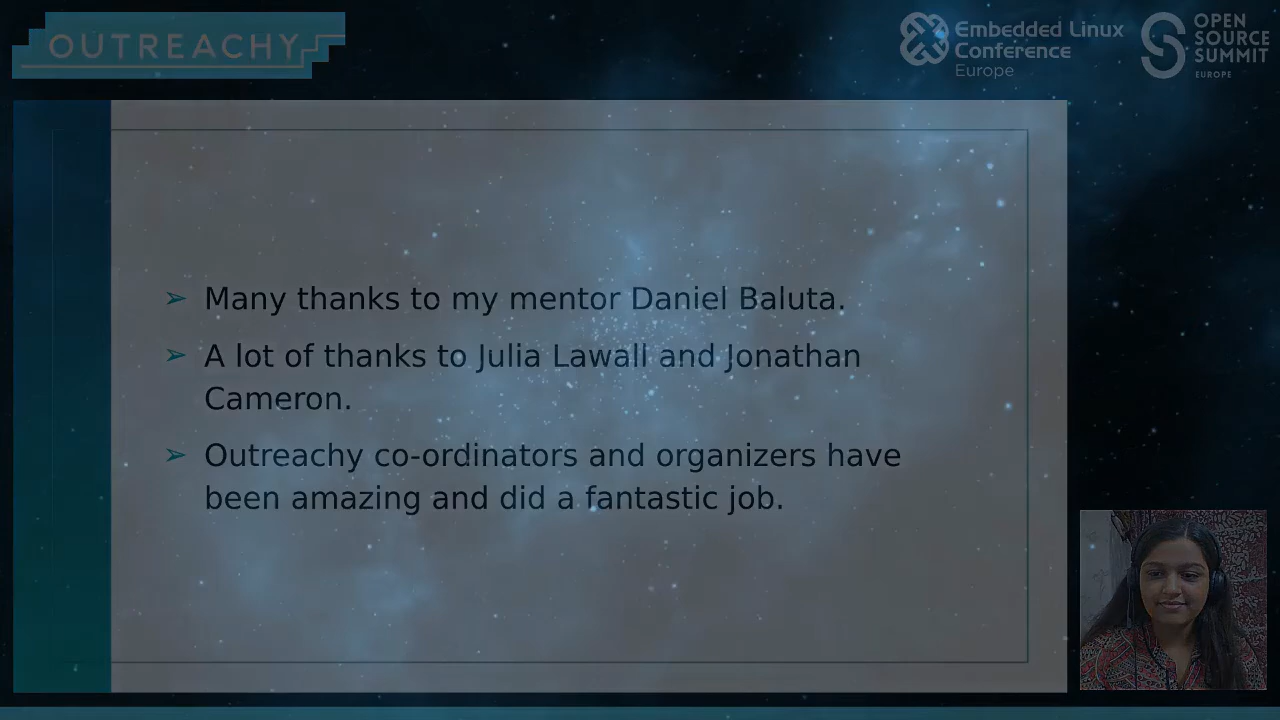 OUTREACHY
Embedded Linux
Conference
Europe
OPEN
SOURCE
SUMMIT
EUROPE
➢ Many thanks to my mentor Daniel Baluta.
➢ A lot of thanks to Julia Lawall and Jonathan
Cameron.
➢ Outreachy co-ordinators and organizers have
been amazing and did a fantastic job.